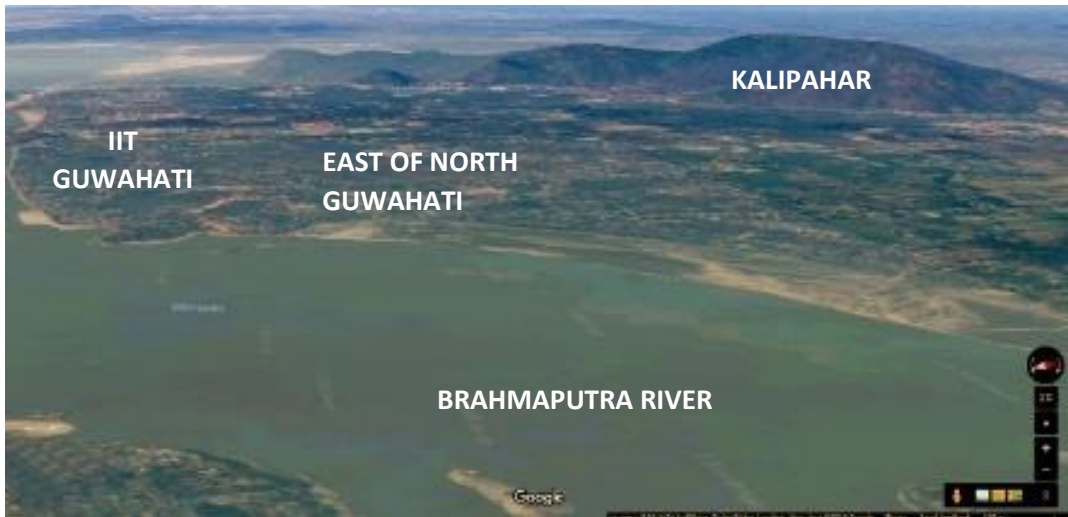 KALIPAHAR
IIT
GUWAHATI
EAST OF NORTH
GUWAHATI
BRAHMAPUTRA RIVER
Google